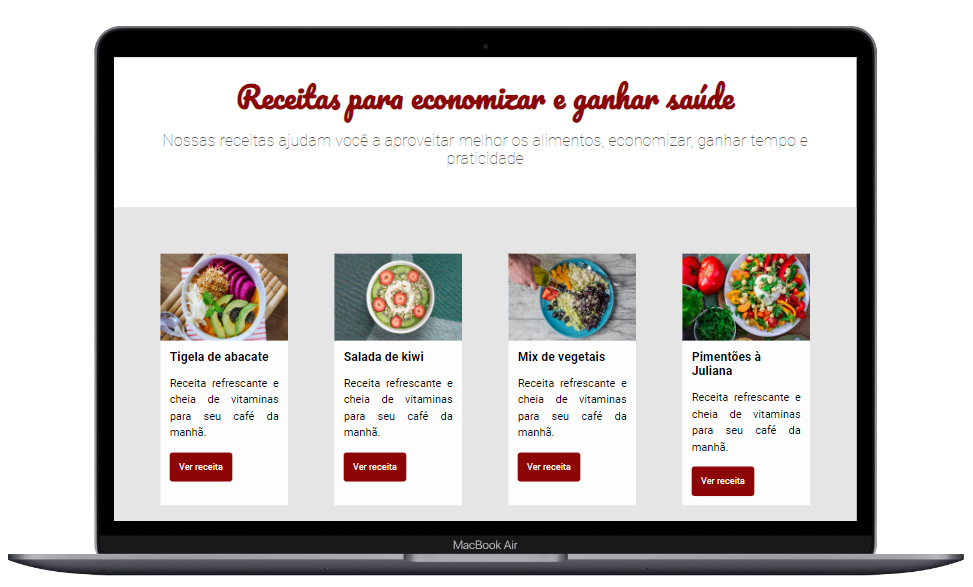 Receitas para economizar e ganhar saúde
Nossas receitas ajudam você a aproveitar melhor os alimentos, economizar, ganhar tempo e
praticidade
Tigela de abacate
Receita refrescante e
cheia de vitaminas
para seu café da
manhã.
Ver receita
Salada de kiwi
Receita refrescante e
cheia de vitaminas
para seu café da
manhã.
Ver receita
Mix de vegetais
Receita refrescante e
cheia de vitaminas
para seu café da
manhã.
Ver receita
Pimentões à
Juliana
Receita refrescante e
cheia de vitaminas
para seu café da
manhã.
Ver receita
MacBook Air